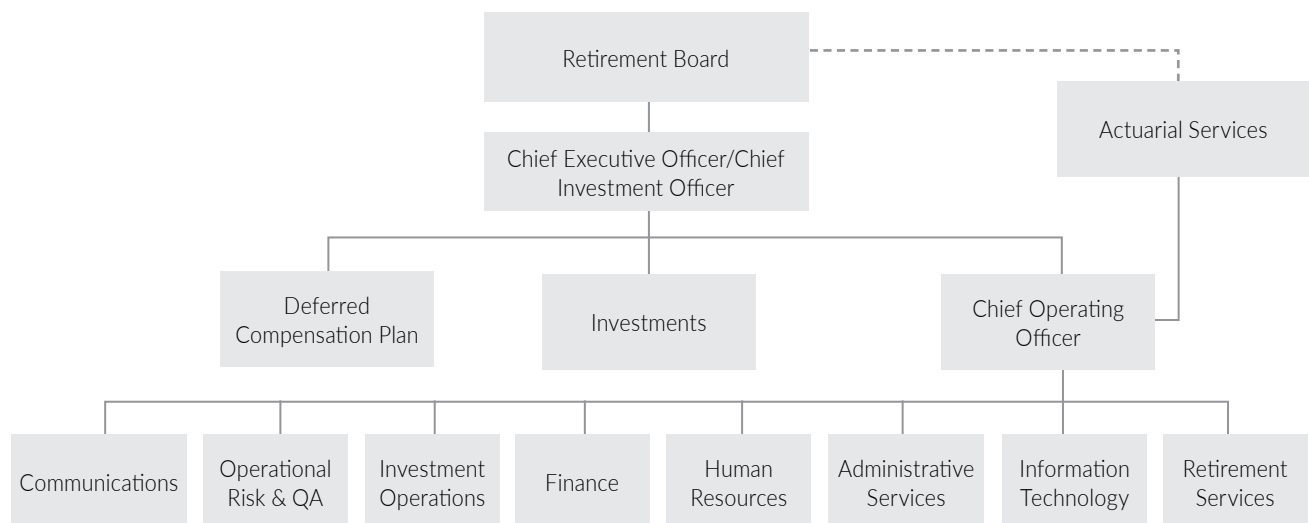 Retirement Board
Actuarial Services
Chief Executive Officer/Chief
Investment Officer
Deferred
Compensation Plan
Investments
Chief Operating
Officer
Communications
Operational
Risk & QA
Investment
Operations
Finance
Human
Resources
Administrative
Services
Information
Technology
Retirement
Services